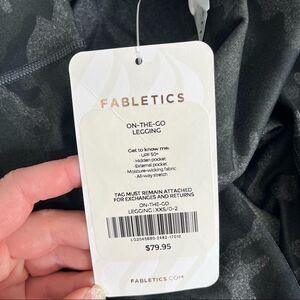 FABLETICS
ON-THE-GO
LEGGING
Get to know me:
· UPF 50+
· Hidden pocket
· External pocket
· Moisture-wicking fabric
· All-way stretch
TAG MUST REMAIN ATTACHED
FOR EXCHANGES AND RETURNS
ON-THE-GO
LEGGING | XXS/0-2
$79.95
FABLETICS.COM